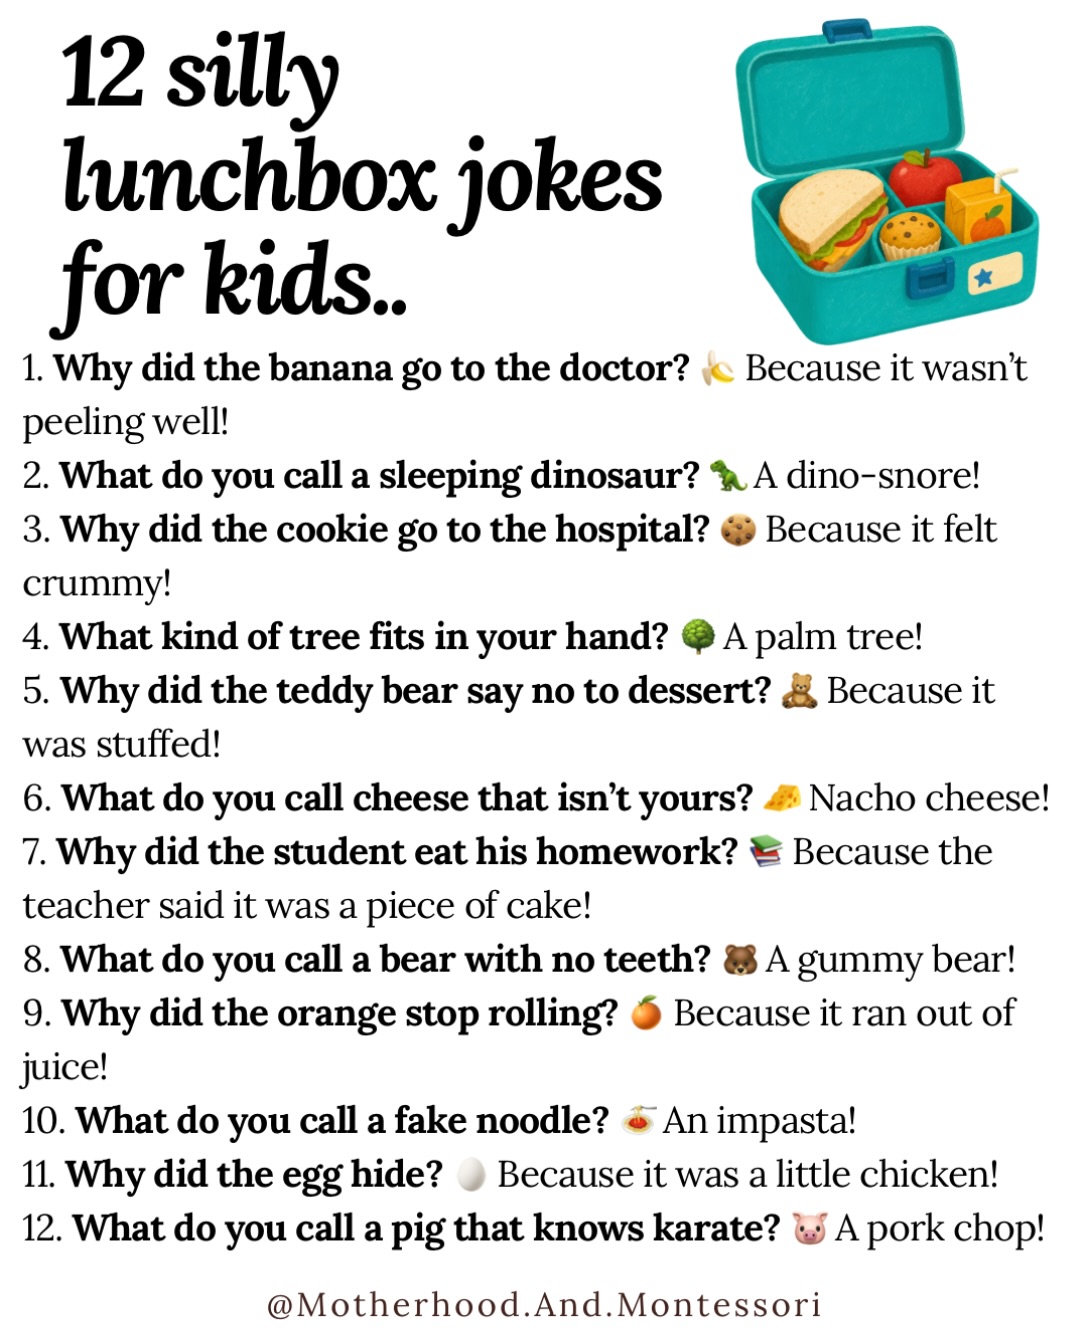 12 silly
lunchbox jokes
for kids..
1. Why did the banana go to the doctor? 🍌 Because it wasn’t
peeling well!
2. What do you call a sleeping dinosaur? 🦖 A dino-snore!
3. Why did the cookie go to the hospital? 🍪 Because it felt
crummy!
4. What kind of tree fits in your hand? 🌳 A palm tree!
5. Why did the teddy bear say no to dessert? 🧸 Because it
was stuffed!
6. What do you call cheese that isn’t yours? 🧀 Nacho cheese!
7. Why did the student eat his homework? 📚 Because the
teacher said it was a piece of cake!
8. What do you call a bear with no teeth? 🐻 A gummy bear!
9. Why did the orange stop rolling? 🍊 Because it ran out of
juice!
10. What do you call a fake noodle? 🍝 An impasta!
11. Why did the egg hide? 🥚 Because it was a little chicken!
12. What do you call a pig that knows karate? 🐷 A pork chop!
@Motherhood.And.Montessori